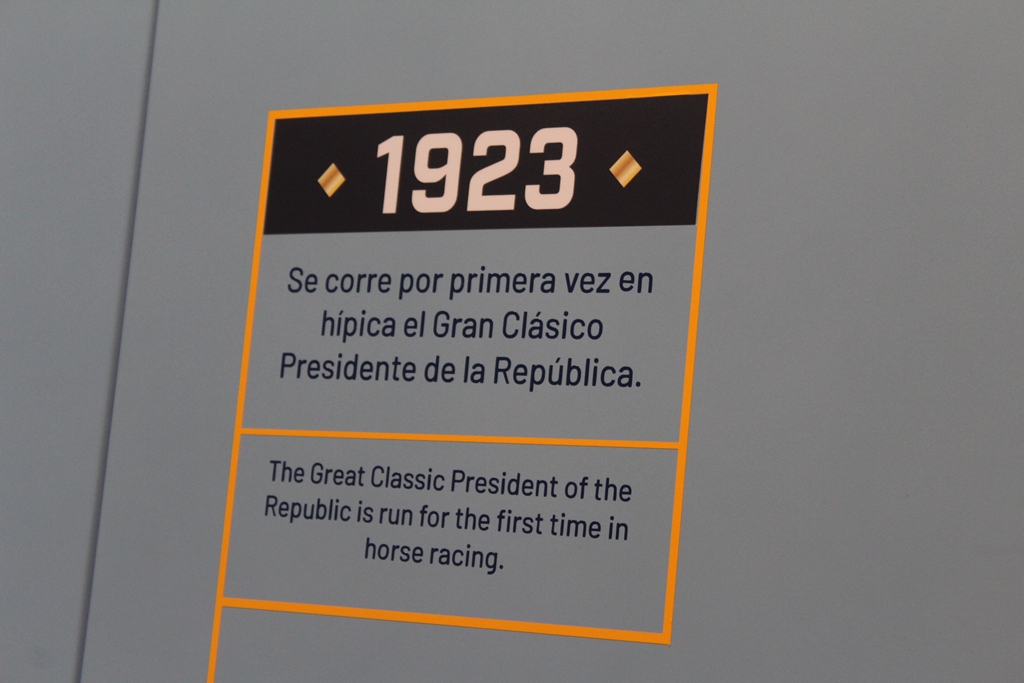 1923
Se corre por primera vez en
hípica el Gran Clásico
Presidente de la República.
The Great Classic President of the
Republic is run for the first time in
horse racing.